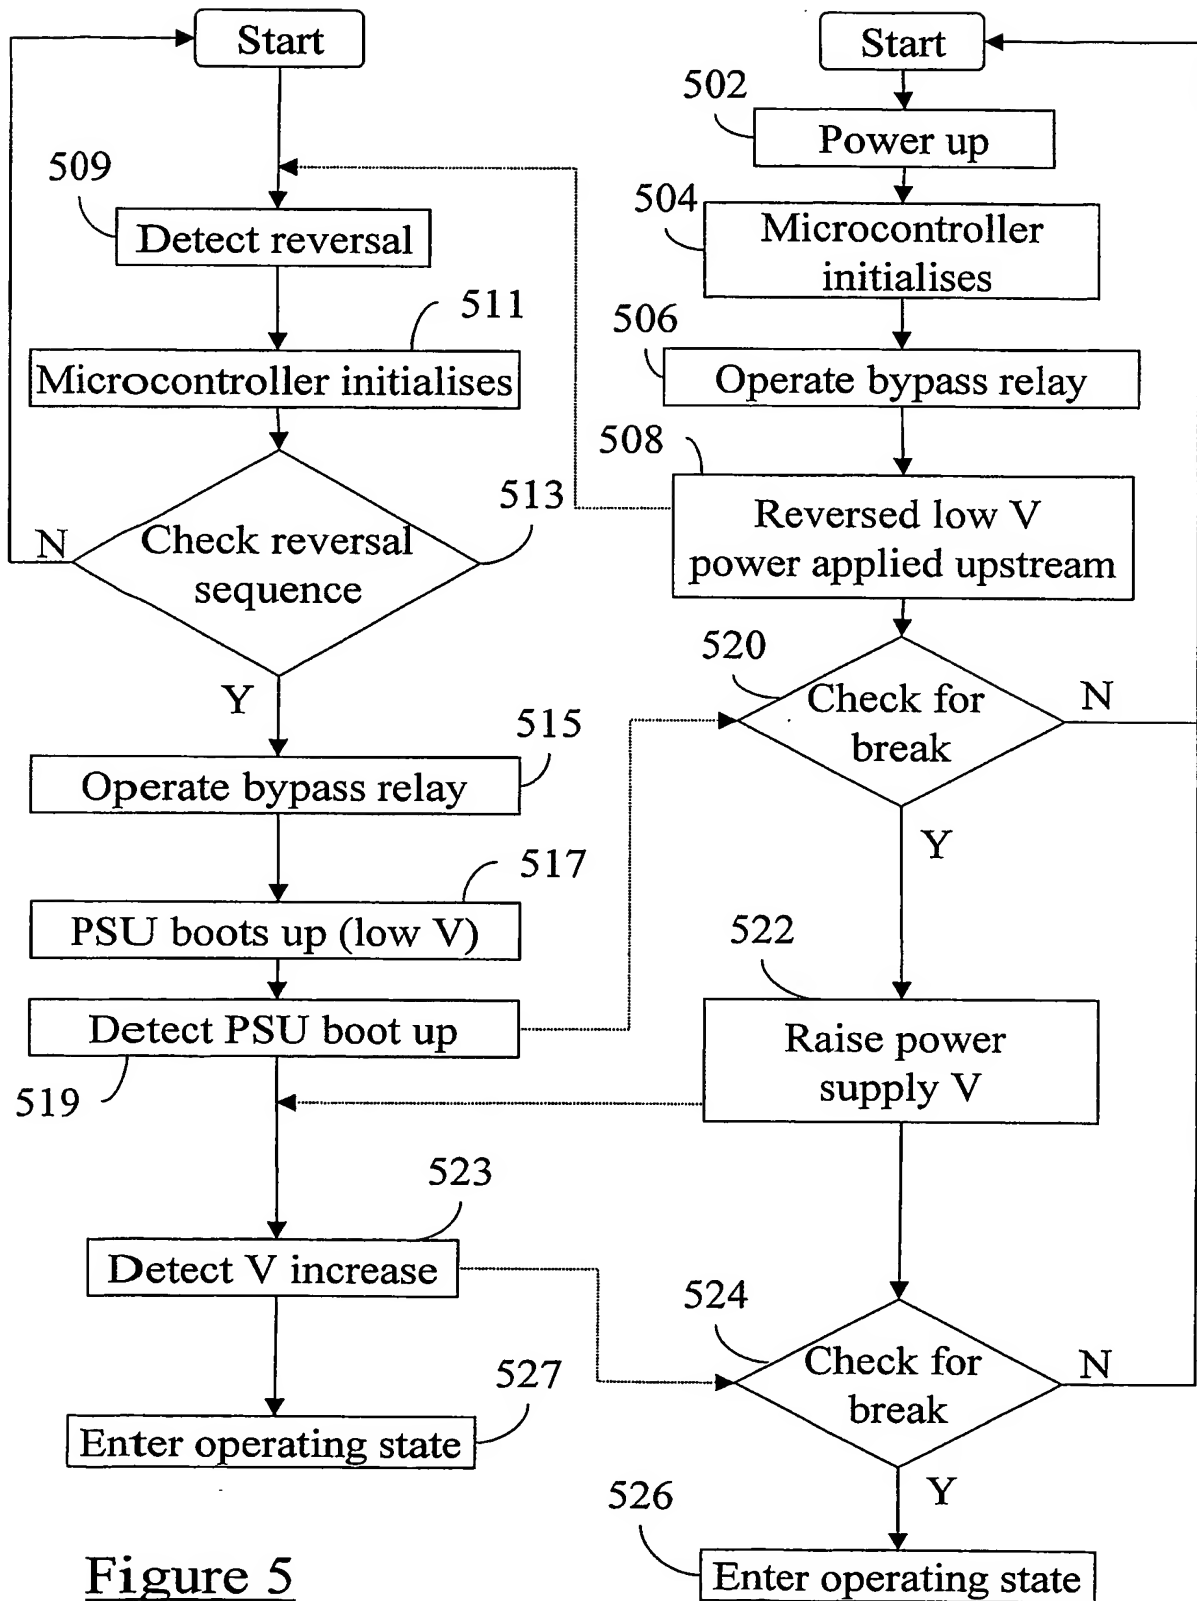 Start
509
Detect reversal
511
Microcontroller initialises
513
Check reversal
sequence
N
Y
515
Operate bypass relay
517
PSU boots up (low V)
Detect PSU boot up
519
523
Detect V increase
527
Enter operating state
Start
502
Power up
504
Microcontroller
initialises
506
Operate bypass relay
508
Reversed low V
power applied upstream
520
Check for
break
N
Y
522
Raise power
supply V
524
Check for
break
N
Y
526
Enter operating state
Figure 5